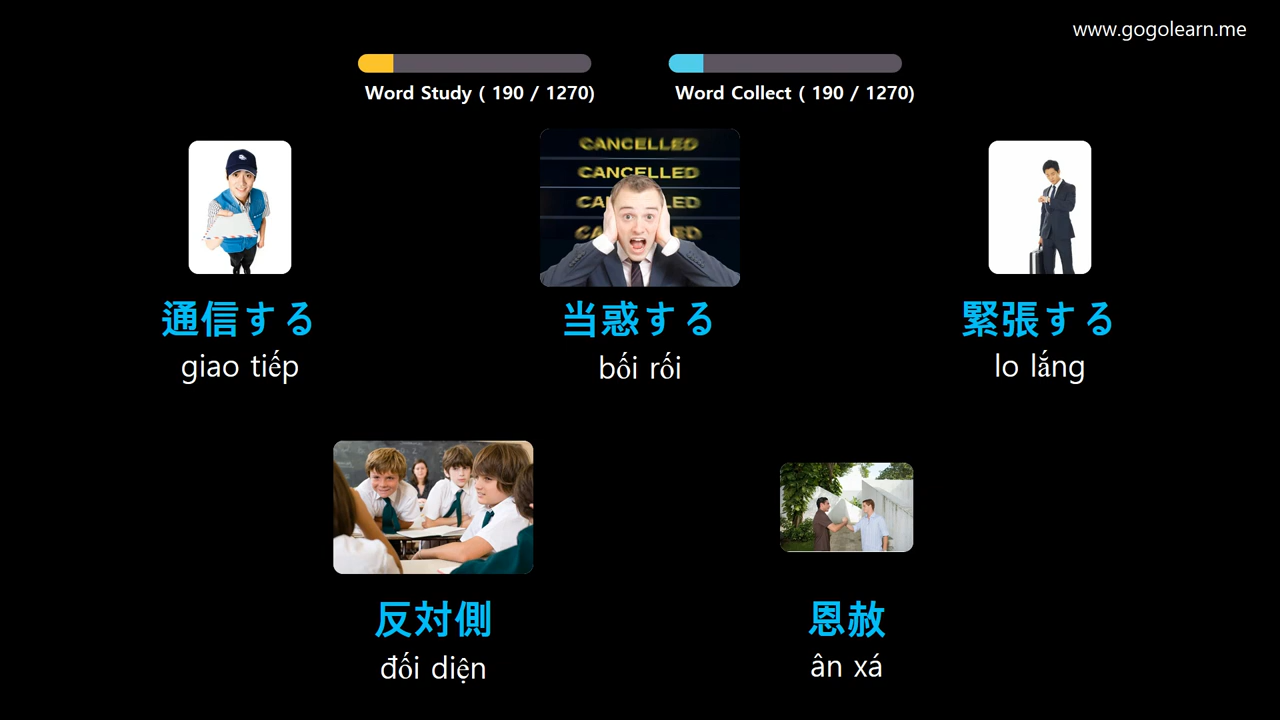 www.gogolearn.me
Word Study ( 190 / 1270)
Word Collect ( 190 / 1270)
CANCELLED
CANCELLED
通信する
giao tiếp
当惑する
bối rối
緊張する
lo lắng
反対側
đối diện
恩赦
ân xá